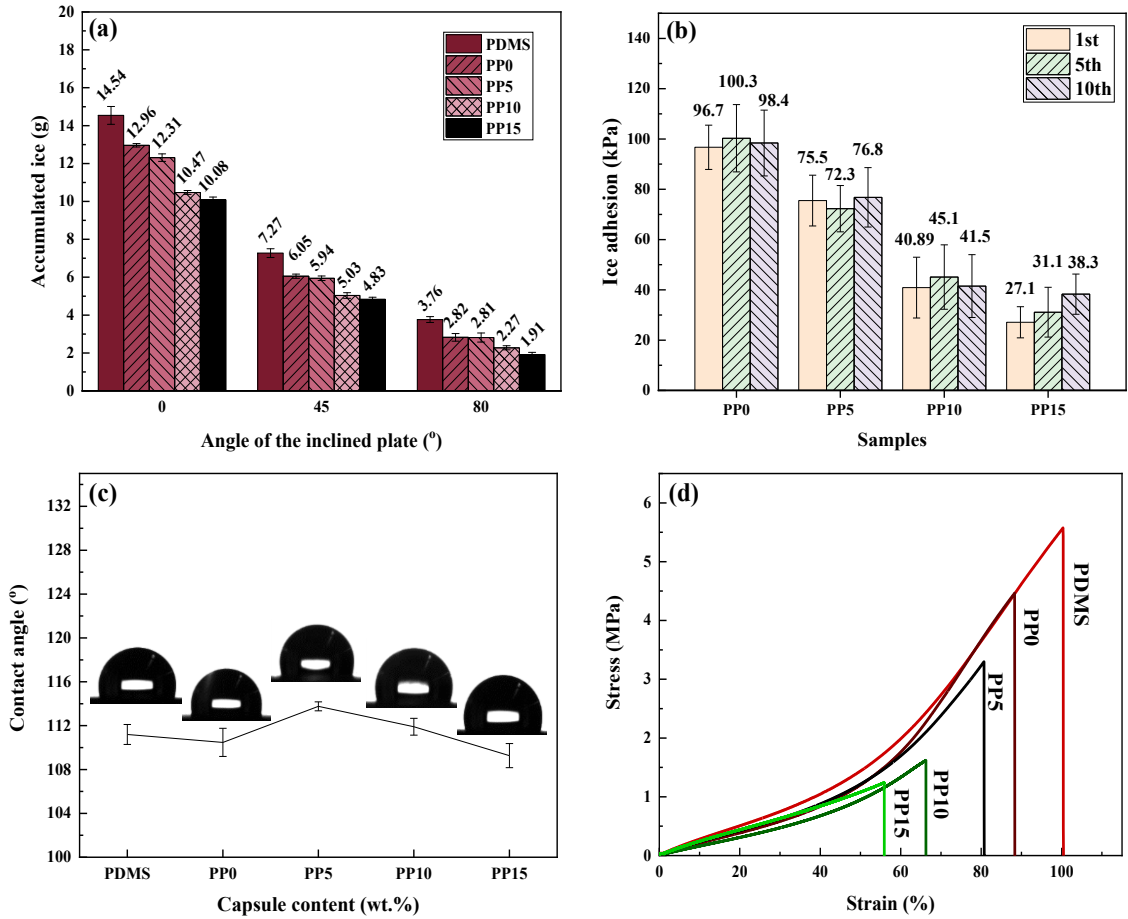 (a)
20
18
16
14
12
10
8
6
4
2
0
Accumulated ice (g)
PDMS
PP0
PP5
PP10
PP15
14.54
12.96
12.31
10.47
10.08
7.27
6.05
5.94
5.03
4.83
3.76
2.82
2.81
2.27
1.91
0 45 80
Angle of the inclined plate (°)
(b)
140
120
100
80
60
40
20
0
Ice adhesion (kPa)
1st
5th
10th
96.7 100.3 98.4
75.5 72.3 76.8
40.89 45.1 41.5
27.1 31.1 38.3
PP0 PP5 PP10 PP15
Samples
(c)
132
128
124
120
116
112
108
104
100
Contact angle (°)
PDMS PP0 PP5 PP10 PP15
Capsule content (wt.%)
(d)
6
5
4
3
2
1
0
Stress (MPa)
PDMS
PP0
PP5
PP10
PP15
0 20 40 60 80 100
Strain (%)